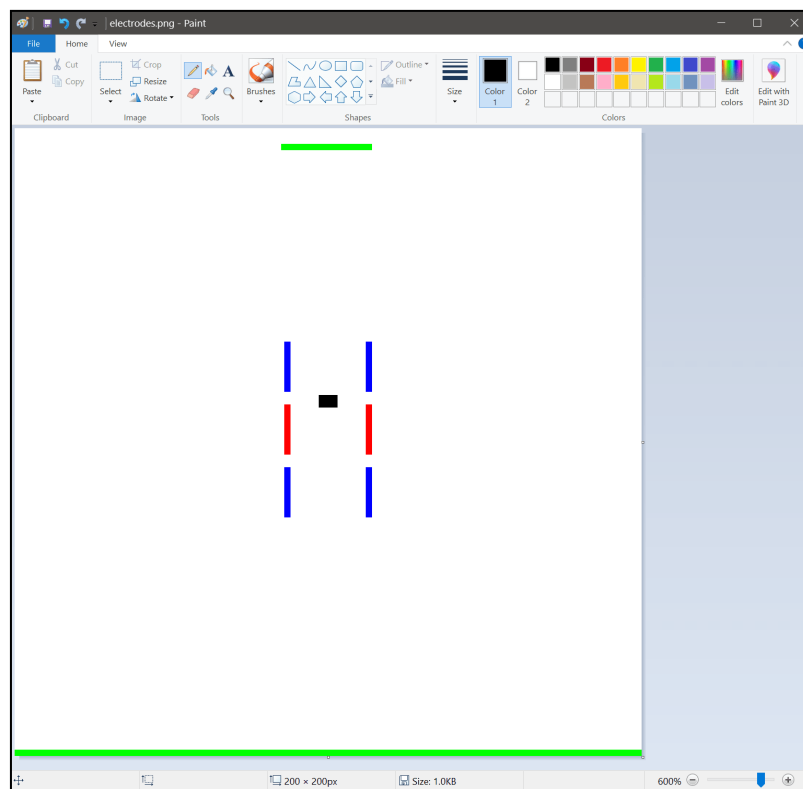 electrodes.png - Paint
File Home View
Paste
Cut
Copy
Clipboard
Select
Crop
Resize
Rotate
Image
A
Tools
Brushes
Outline
Fill
Shapes
Size
Color 1
Color 2
Edit colors
Colors
Edit with Paint 3D
200 × 200px
Size: 1.0KB
600%